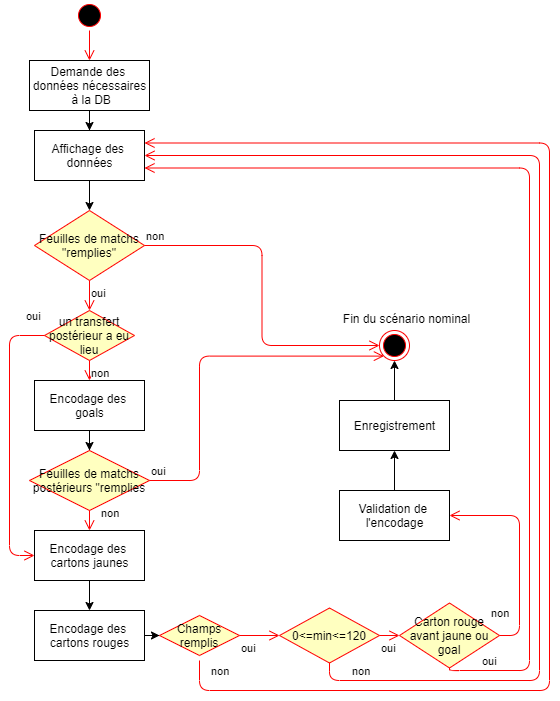 Demande des
données nécessaires
à la DB
Affichage des
données
Feuilles de matchs
"remplies"
non
oui
oui
un transfert
postérieur a eu
lieu
non
Fin du scénario nominal
Encodage des
goals
Enregistrement
Feuilles de matchs
postérieurs "remplies
oui
non
Validation de
l'encodage
Encodage des
cartons jaunes
Encodage des
cartons rouges
Champs
remplis
oui
non
0<=min<=120
oui
non
Carton rouge
avant jaune ou
goal
non
oui